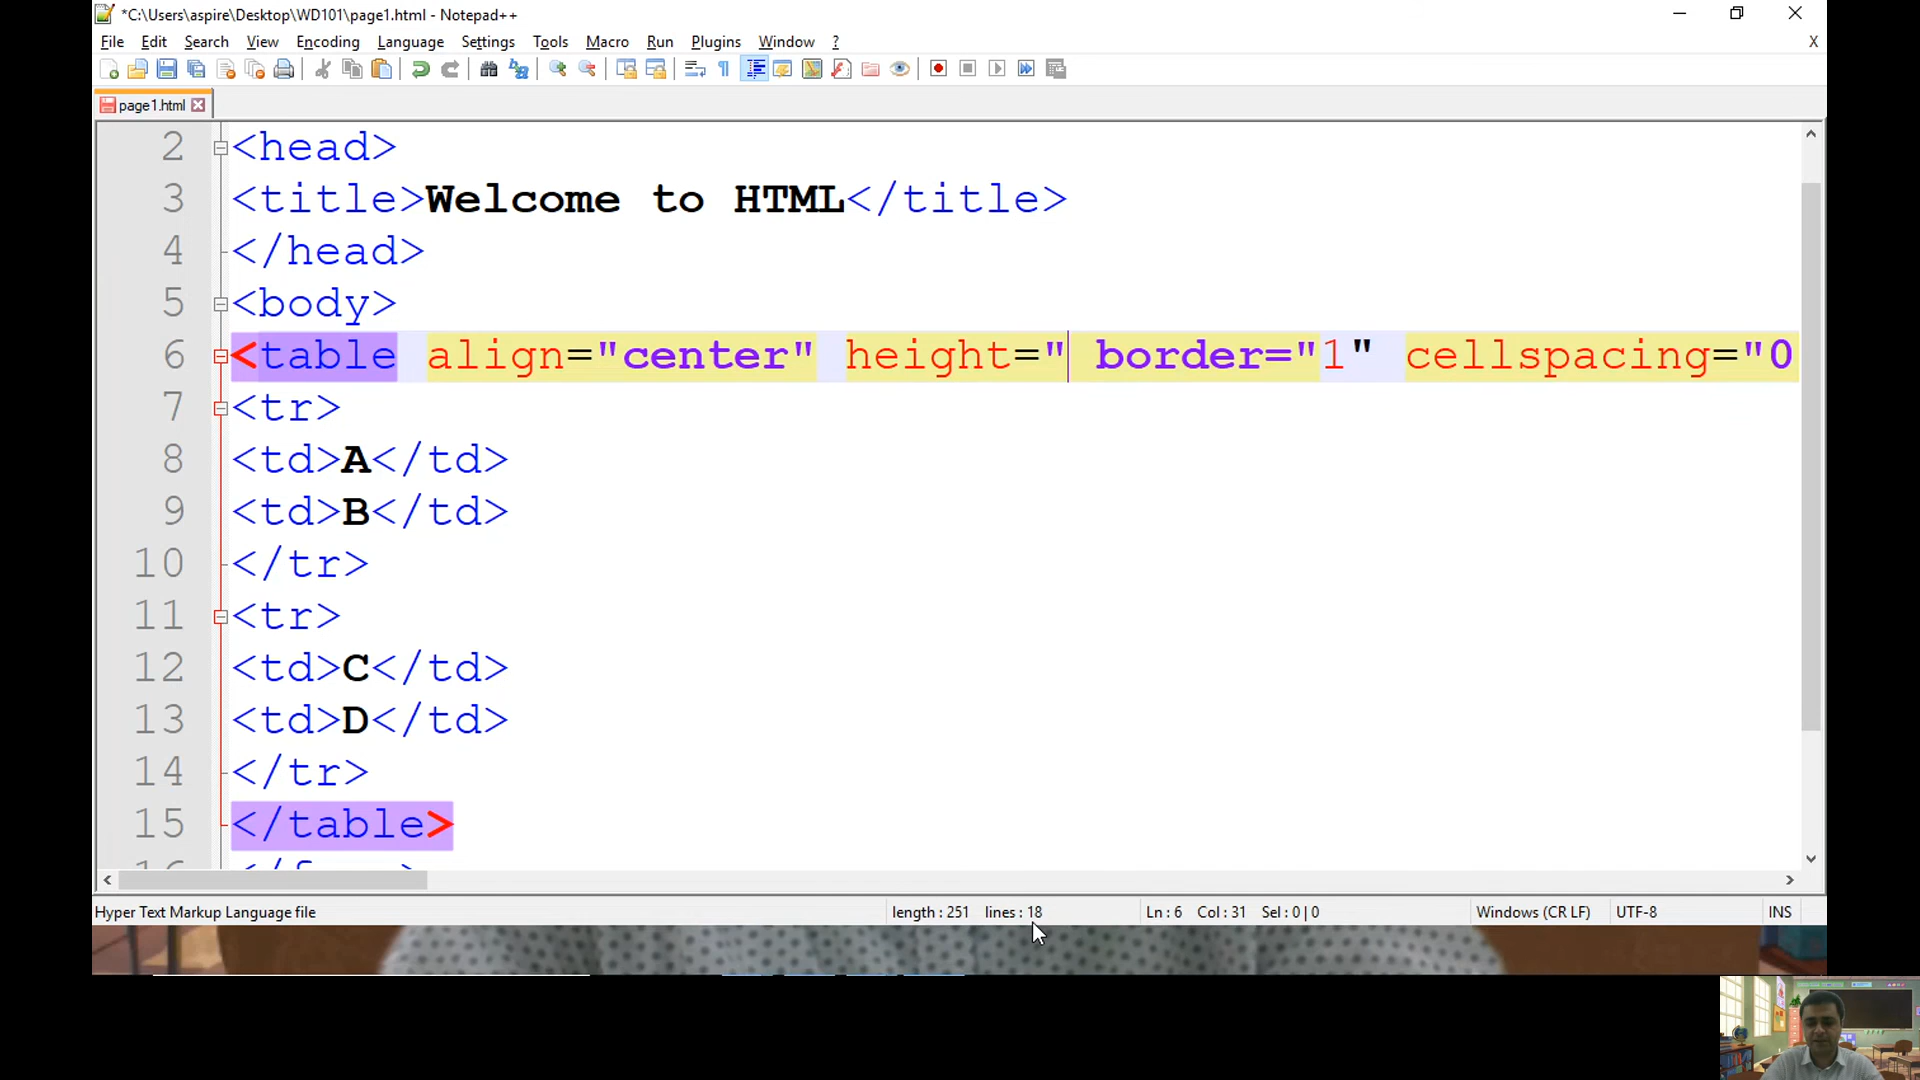 *C:\Users\aspire\Desktop\WD101\page1.html - Notepad++
File Edit Search View Encoding Language Settings Tools Macro Run Plugins Window ? X
page1.html
2 <head>
3 <title>Welcome to HTML</title>
4 </head>
5 <body>
6 <table align="center" height=" border="1" cellspacing="0
7 <tr>
8 <td>A</td>
9 <td>B</td>
10 </tr>
11 <tr>
12 <td>C</td>
13 <td>D</td>
14 </tr>
15 </table>
Hyper Text Markup Language file length : 251 lines : 18 Ln : 6 Col : 31 Sel : 0 | 0 Windows (CR LF) UTF-8 INS